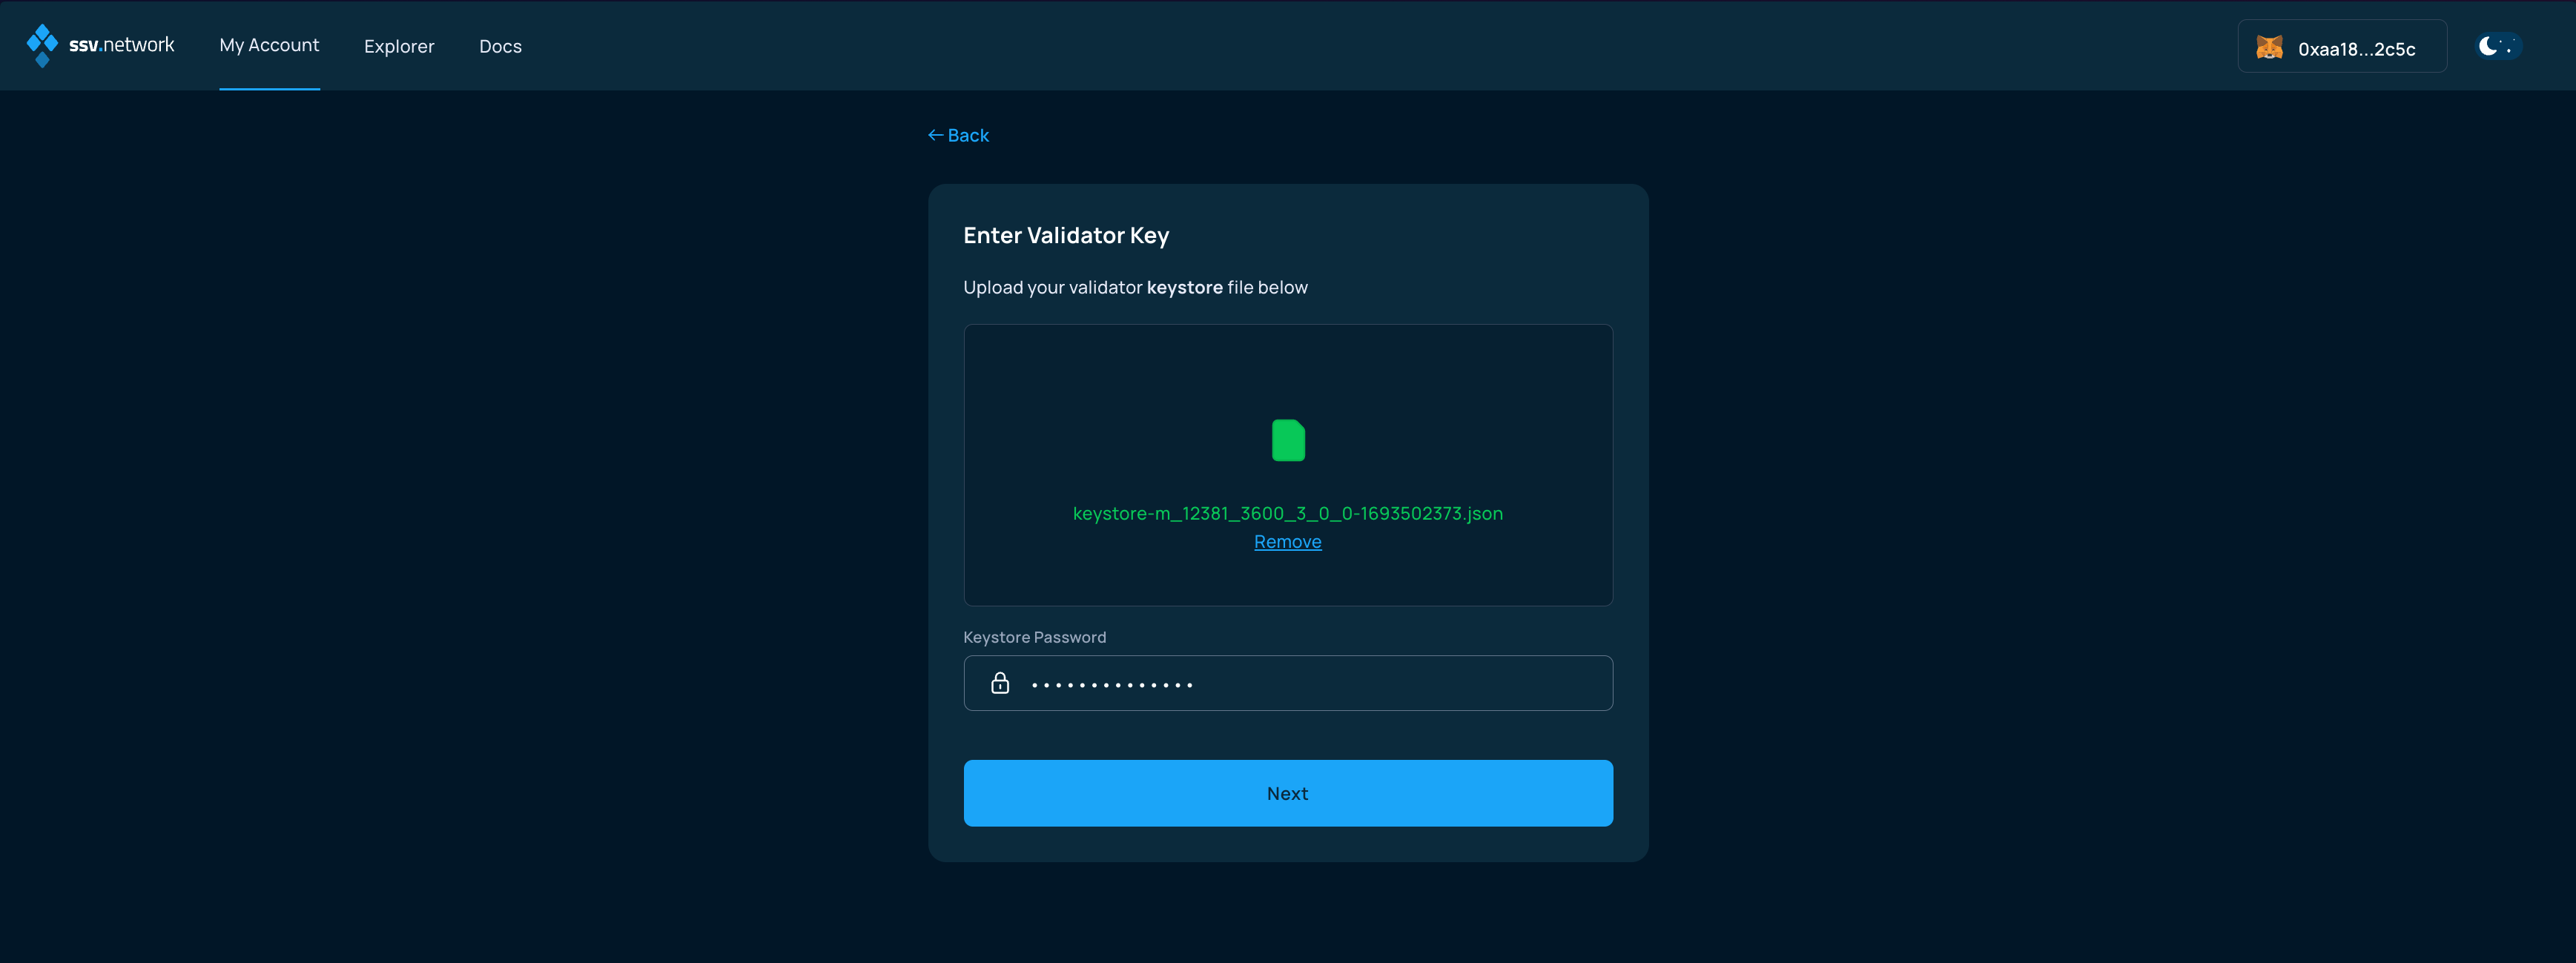 ssv.network
My Account
Explorer
Docs
0xaa18...2c5c
← Back
Enter Validator Key
Upload your validator keystore file below
keystore-m_12381_3600_3_0_0-1693502373.json
Remove
Keystore Password
••••••••••••••
Next